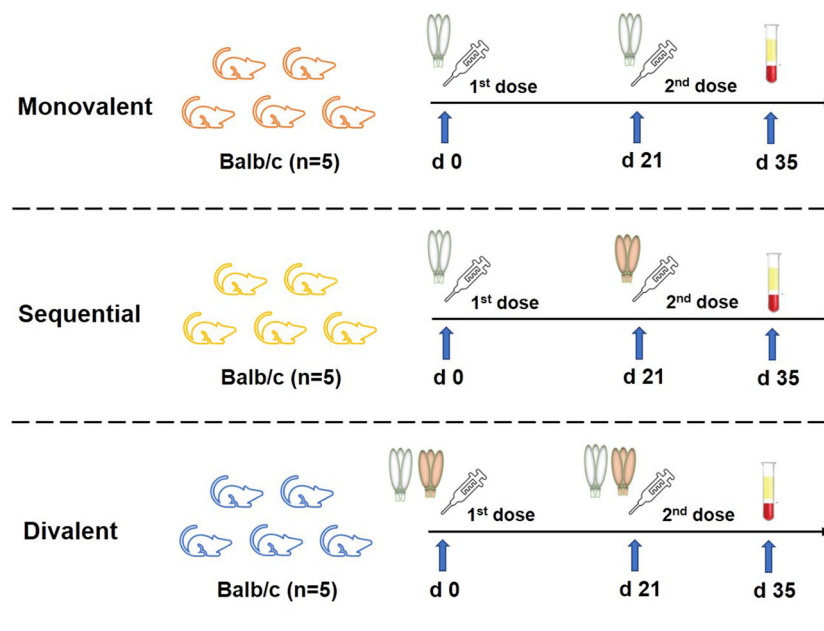 Monovalent
Balb/c (n=5)
1st dose
2nd dose
d 0
d 21
d 35
Sequential
Balb/c (n=5)
1st dose
2nd dose
d 0
d 21
d 35
Divalent
Balb/c (n=5)
1st dose
2nd dose
d 0
d 21
d 35